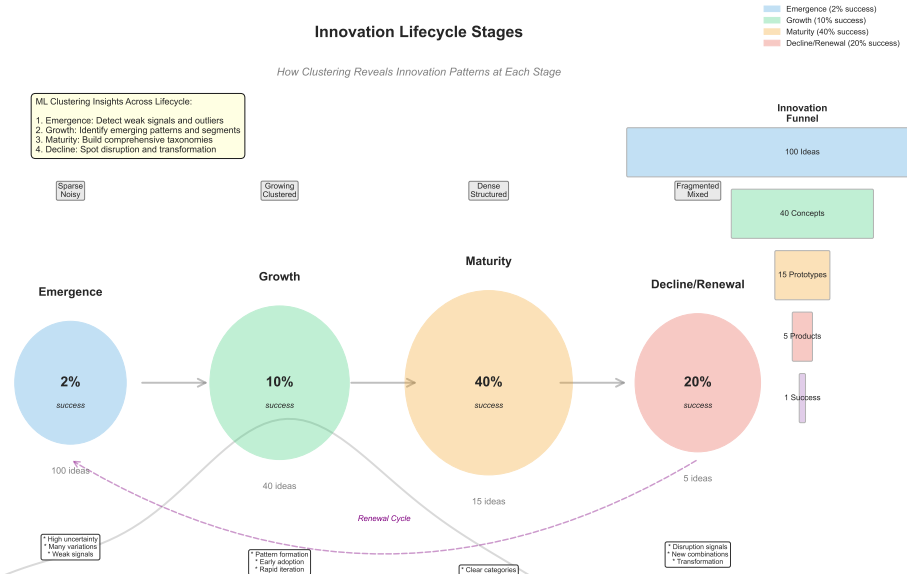 Emergence (2% success)
Growth (10% success)
Maturity (40% success)
Decline/Renewal (20% success)
Innovation Lifecycle Stages
How Clustering Reveals Innovation Patterns at Each Stage
ML Clustering Insights Across Lifecycle:
1. Emergence: Detect weak signals and outliers
2. Growth: Identify emerging patterns and segments
3. Maturity: Build comprehensive taxonomies
4. Decline: Spot disruption and transformation
Innovation
Funnel
100 Ideas
40 Concepts
15 Prototypes
5 Products
1 Success
Sparse
Noisy
Growing
Clustered
Dense
Structured
Fragmented
Mixed
Emergence
Growth
Maturity
Decline/Renewal
2%
success
10%
success
40%
success
20%
success
100 ideas
40 ideas
15 ideas
5 ideas
Renewal Cycle
* High uncertainty
* Many variations
* Weak signals
* Pattern formation
* Early adoption
* Rapid iteration
* Clear categories
* Disruption signals
* New combinations
* Transformation